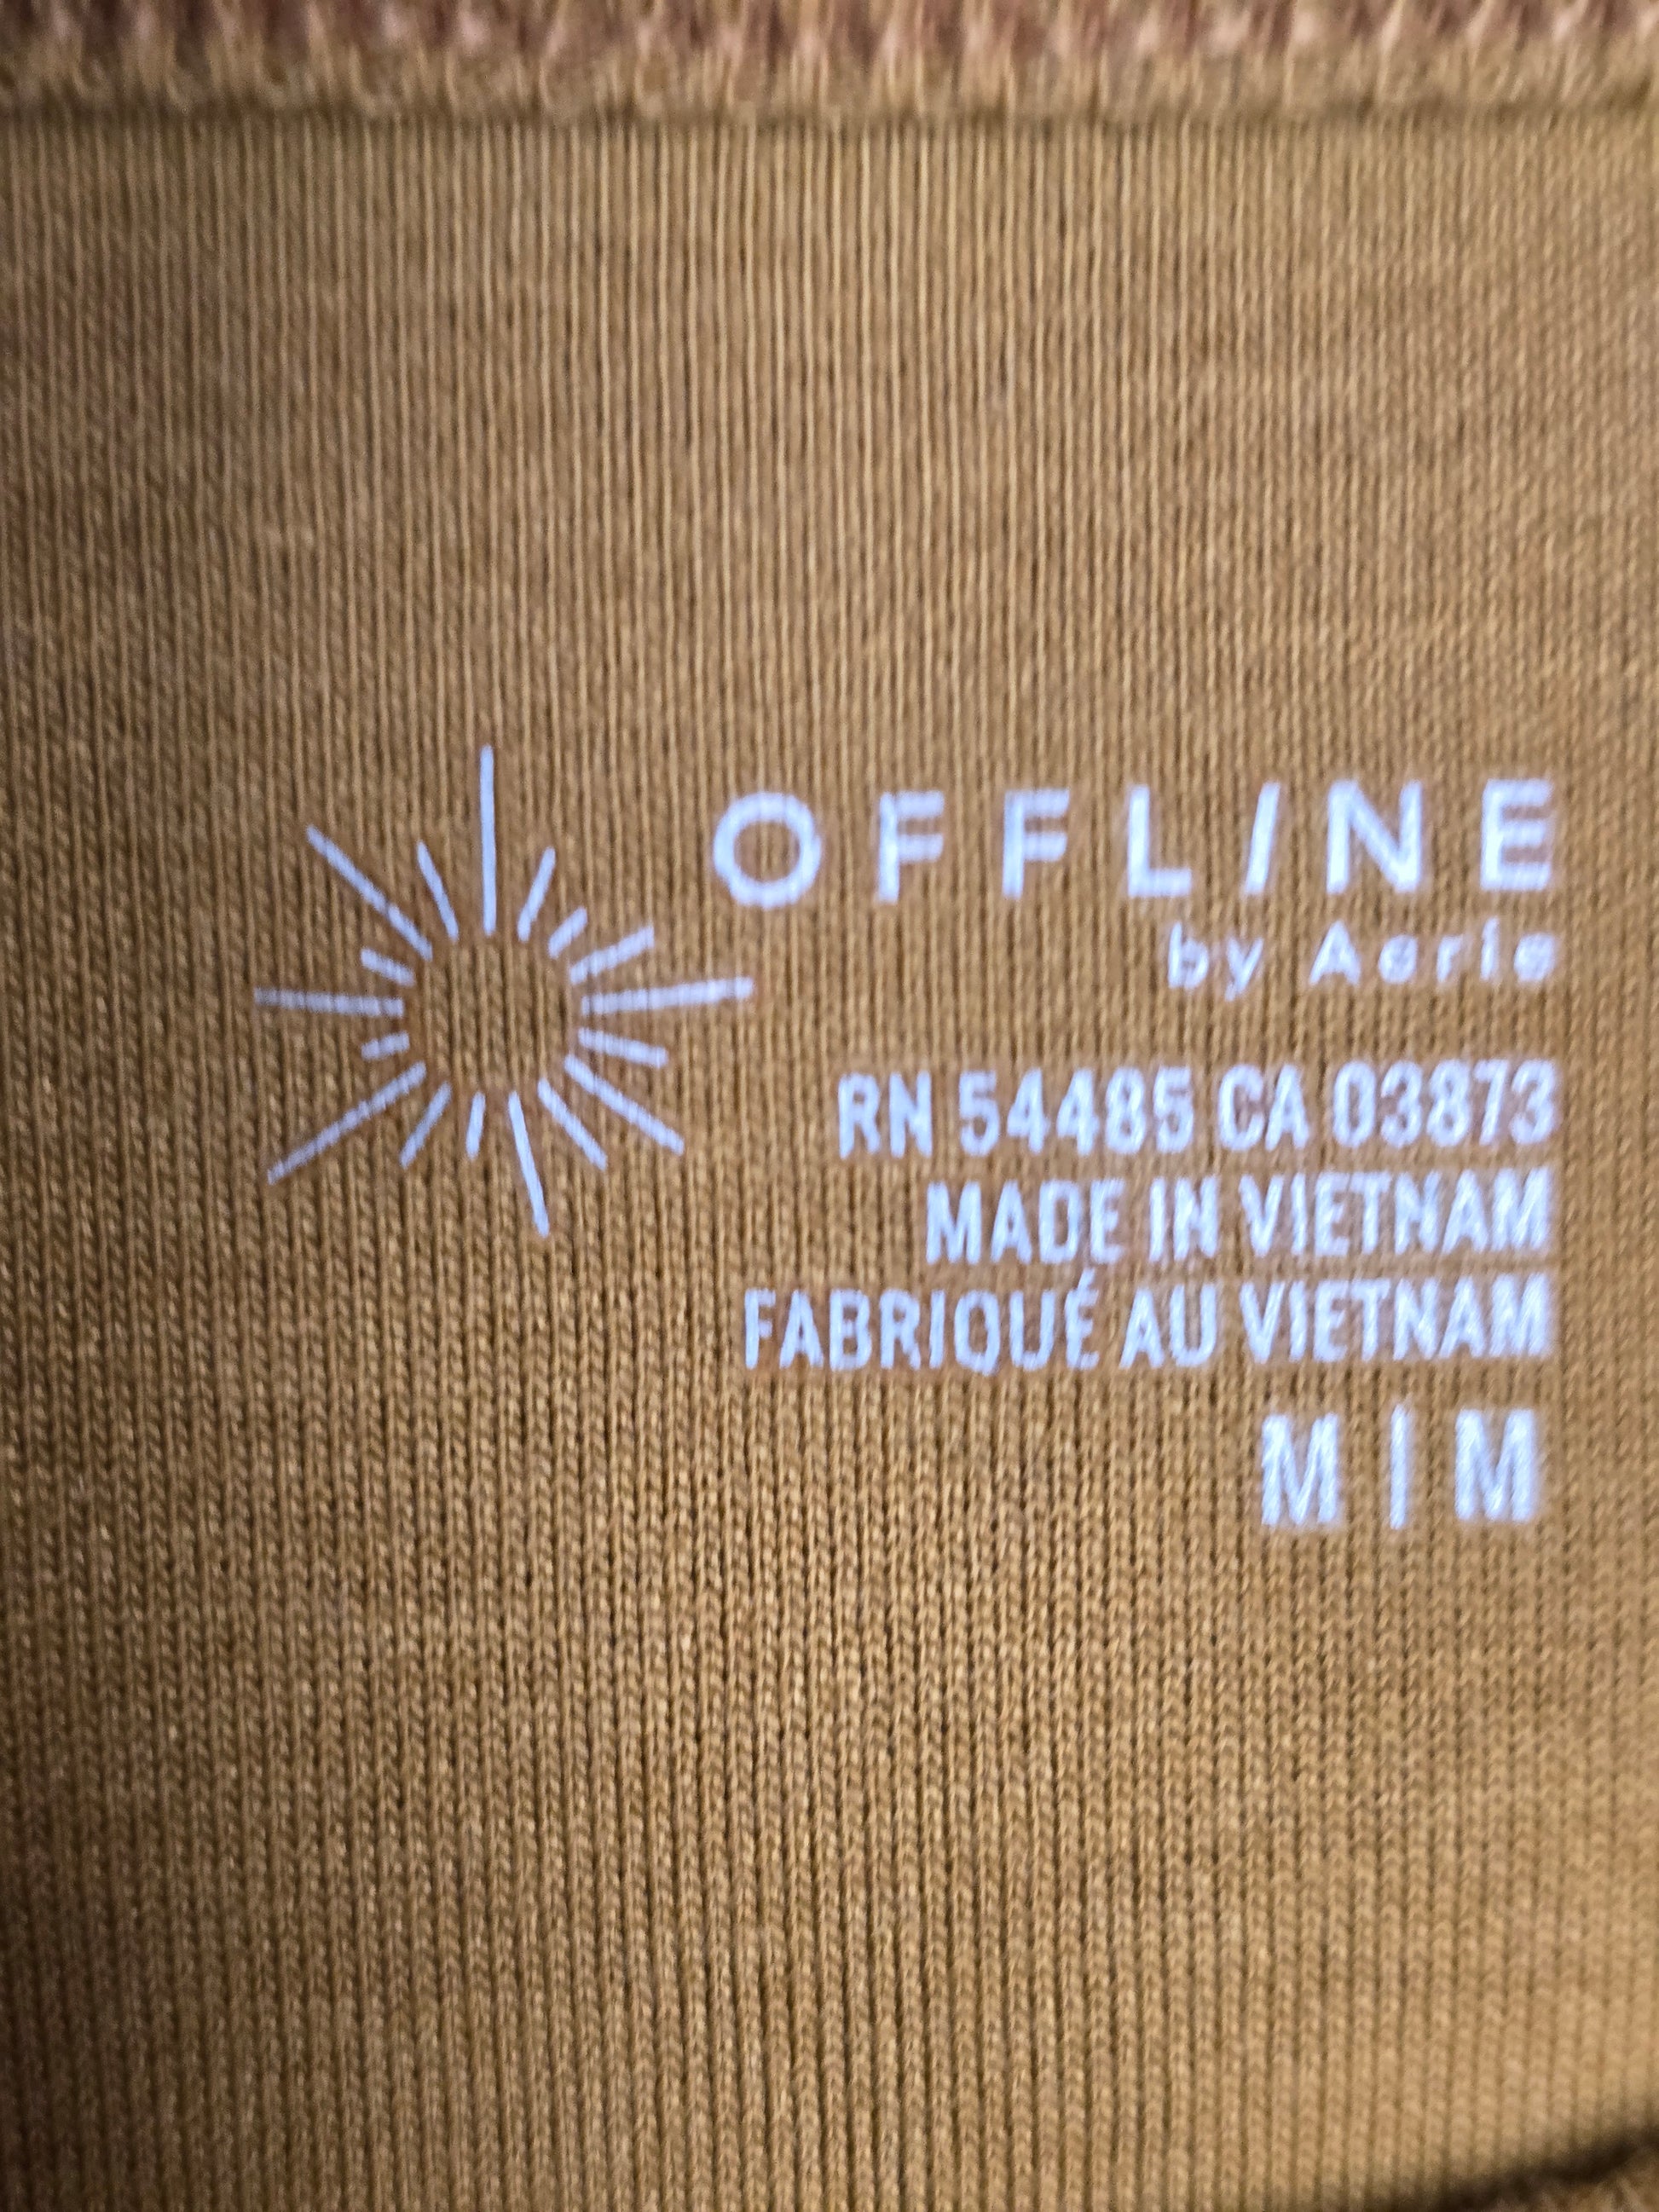 OFFLINE
by Aerie
RN 54485 CA 03873
MADE IN VIETNAM
FABRIQUÉ AU VIETNAM
M | M